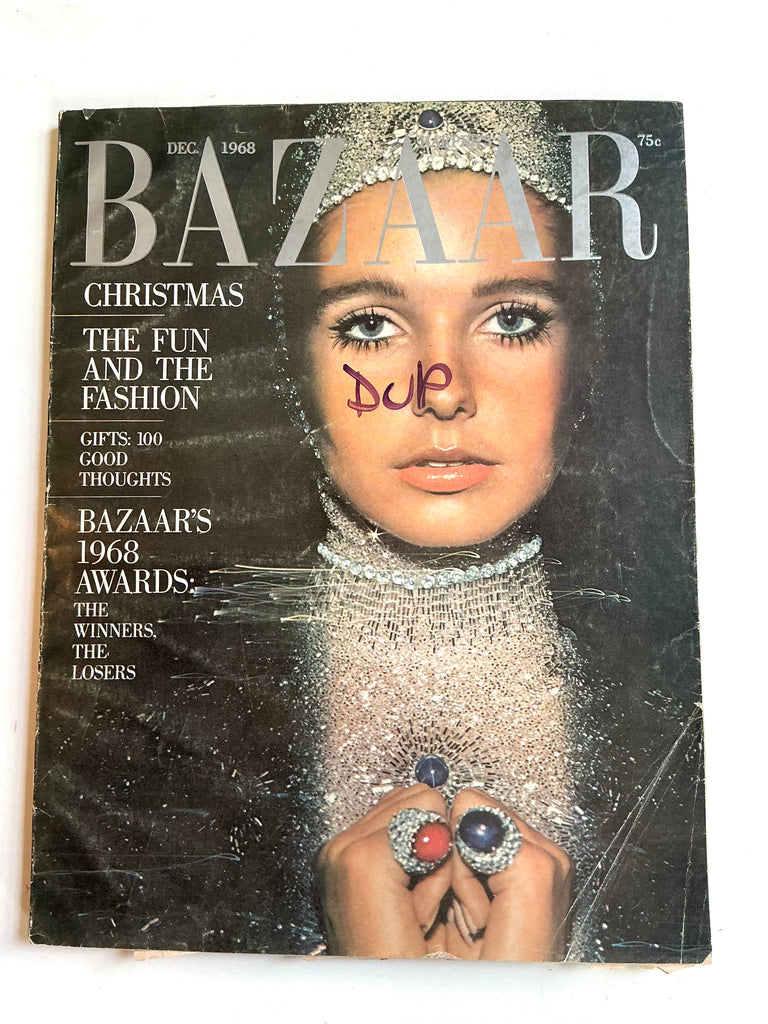 DEC. 1968
75c
BAZAAR
CHRISTMAS
THE FUN
AND THE
FASHION
GIFTS: 100
GOOD
THOUGHTS
BAZAAR'S
1968
AWARDS:
THE
WINNERS,
THE
LOSERS
DUP